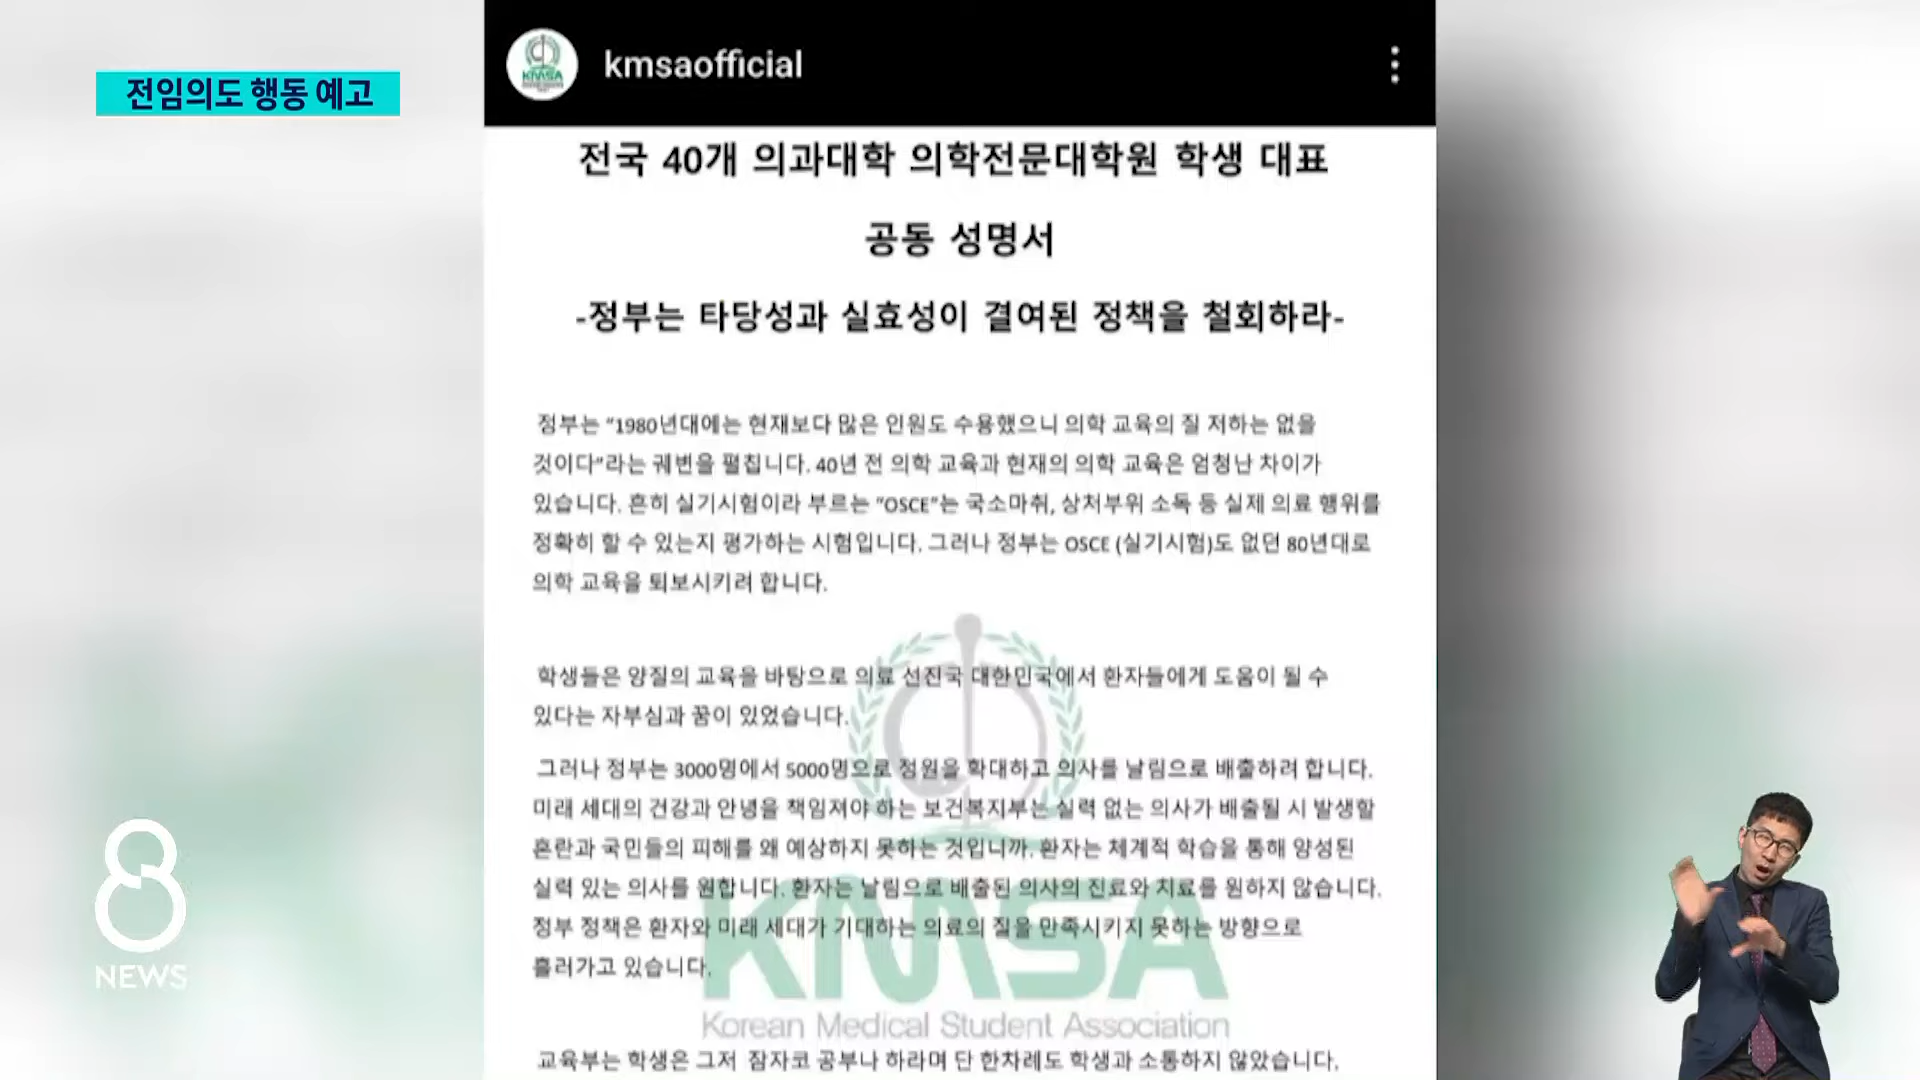 전임의도 행동 예고
kmsaofficial
전국 40개 의과대학 의학전문대학원 학생 대표
공동 성명서
-정부는 타당성과 실효성이 결여된 정책을 철회하라-
정부는 “1980년대에는 현재보다 많은 인원도 수용했으니 의학 교육의 질 저하는 없을
것이다”라는 궤변을 펼칩니다. 40년 전 의학 교육과 현재의 의학 교육은 엄청난 차이가
있습니다. 흔히 실기시험이라 부르는 “OSCE”는 국소마취, 상처부위 소독 등 실제 의료 행위를
정확히 할 수 있는지 평가하는 시험입니다. 그러나 정부는 OSCE (실기시험)도 없던 80년대로
의학 교육을 퇴보시키려 합니다.
학생들은 양질의 교육을 바탕으로 의료 선진국 대한민국에서 환자들에게 도움이 될 수
있다는 자부심과 꿈이 있었습니다.
그러나 정부는 3000명에서 5000명으로 정원을 확대하고 의사를 날림으로 배출하려 합니다.
미래 세대의 건강과 안녕을 책임져야 하는 보건복지부는 실력 없는 의사가 배출될 시 발생할
혼란과 국민들의 피해를 왜 예상하지 못하는 것입니까. 환자는 체계적 학습을 통해 양성된
실력 있는 의사를 원합니다. 환자는 날림으로 배출된 의사의 진료와 치료를 원하지 않습니다.
정부 정책은 환자와 미래 세대가 기대하는 의료의 질을 만족시키지 못하는 방향으로
흘러가고 있습니다.
KMSA
Korean Medical Student Association
교육부는 학생은 그저 잠자코 공부나 하라며 단 한차례도 학생과 소통하지 않았습니다.
8
NEWS